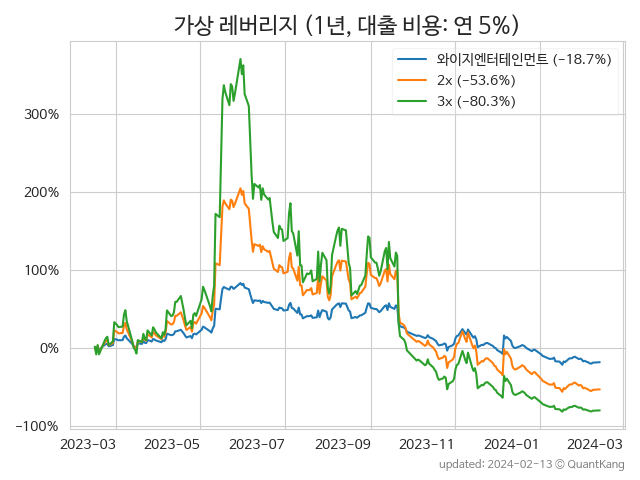 가상 레버리지 (1년, 대출 비용: 연 5%)
와이지엔터테인먼트 (-18.7%)
2x (-53.6%)
3x (-80.3%)
300%
200%
100%
0%
-100%
2023-03 2023-05 2023-07 2023-09 2023-11 2024-01 2024-03
updated: 2024-02-13 © QuantKang